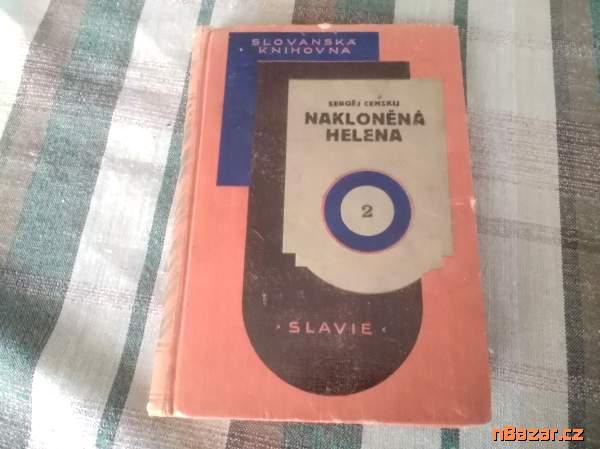 SLOVANSKÁ
KNIHOVNA
SERGĚJ CENSKIJ
NAKLONĚNÁ
HELENA
2
· SLAVIE ·
nBazar.cz